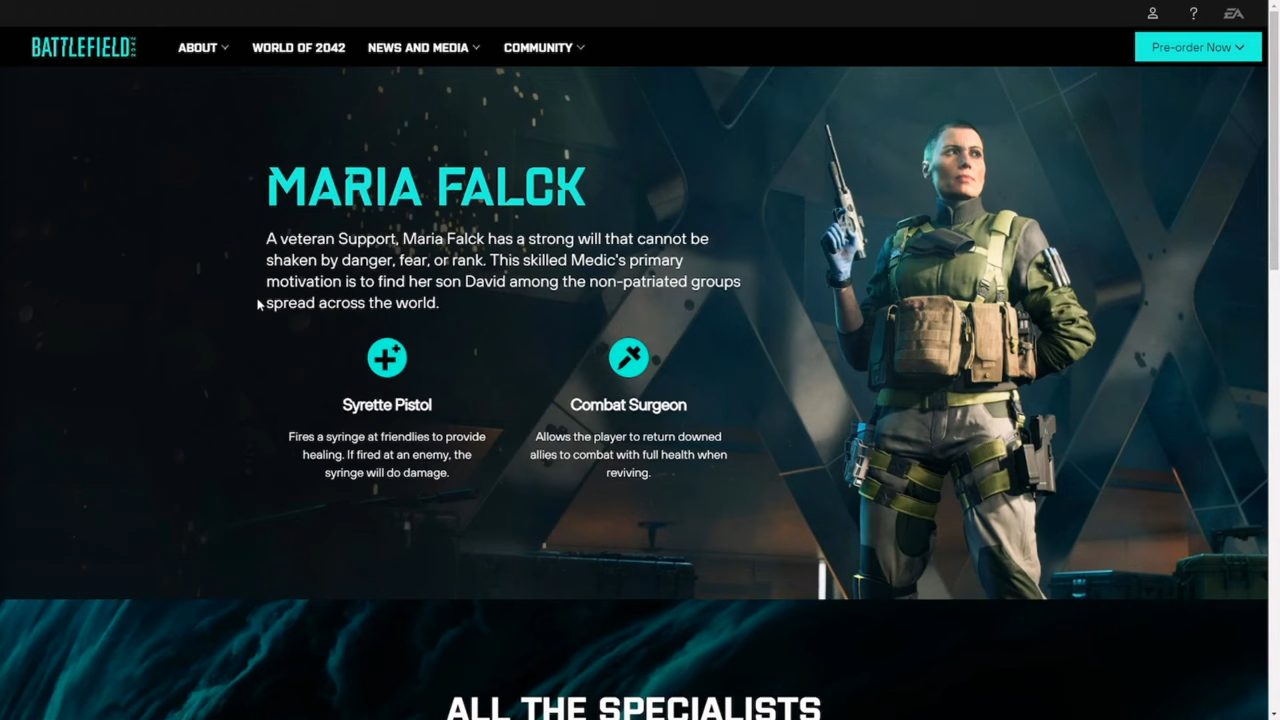 EA
BATTLEFIELD 2042
ABOUT
WORLD OF 2042
NEWS AND MEDIA
COMMUNITY
Pre-order Now
MARIA FALCK
A veteran Support, Maria Falck has a strong will that cannot be
shaken by danger, fear, or rank. This skilled Medic's primary
motivation is to find her son David among the non-patriated groups
spread across the world.
Syrette Pistol
Fires a syringe at friendlies to provide
healing. If fired at an enemy, the
syringe will do damage.
Combat Surgeon
Allows the player to return downed
allies to combat with full health when
reviving.
ALL THE SPECIALISTS